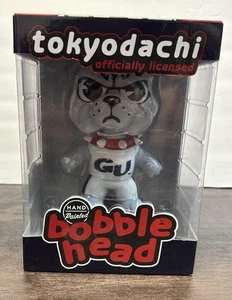 tokyodachi
officially licensed
GU
HAND
Painted
bobble
head